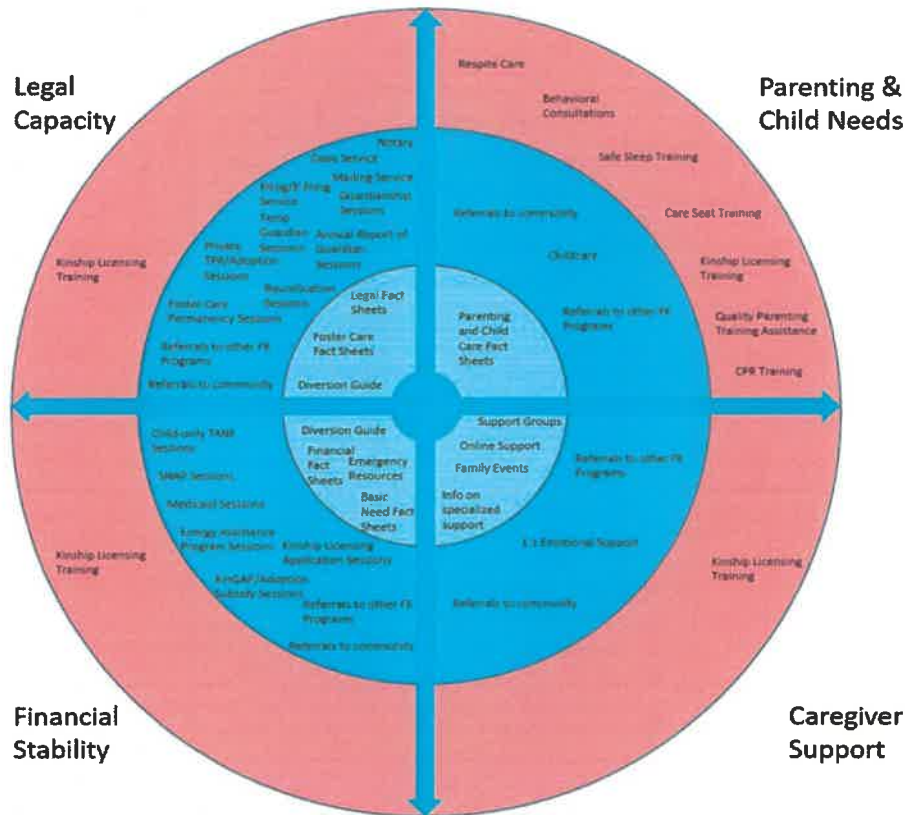 Legal
Capacity
Parenting &
Child Needs
Respite Care
Behavioral
Consultations
Safe Sleep Training
Care Seat Training
Kinship Licensing
Training
Quality Parenting
Training Assistance
CPR Training
Kinship Licensing
Training
Notary
Mailing Service
Service
Guardianship
Sessions
Temp
Guardian
Sessions
Annual Report of
Guardian
Sessions
Private
TPR/Adoption
Sessions
Sessions
Foster Care
Permanency Sessions
Referrals to other FK
Programs
Referrals to community
Legal Fact
Sheets
Foster Care
Fact Sheets
Diversion Guide
Referrals to community
Childcare
Referrals to other FK
Programs
Parenting
and Child
Care Fact
Sheets
Diversion Guide
Financial
Fact
Sheets
Emergency
Resources
Basic
Need Fact
Sheets
Support Groups
Online Support
Family Events
Info on
specialized
support
Child-only TANF
Sessions
SNAP Sessions
Medicaid Sessions
Energy Assistance
Program Sessions
Kinship Licensing
Application Sessions
KinGAP/Adoption
Subsidy Sessions
Referrals to other FK
Programs
Referrals to community
Kinship Licensing
Training
Referrals to other FK
Programs
1:1 Emotional Support
Referrals to community
Kinship Licensing
Training
Financial
Stability
Caregiver
Support